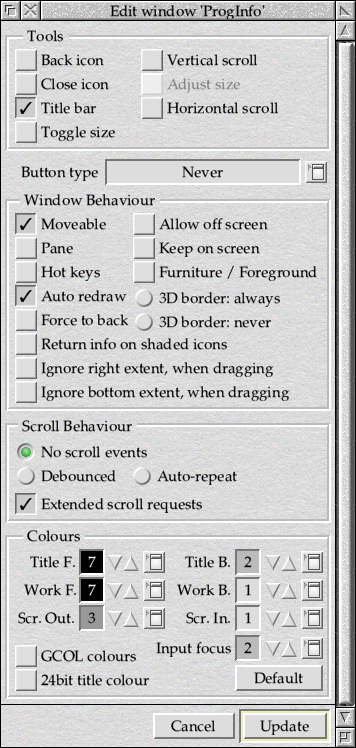 Edit window 'ProgInfo'
Tools
Back icon Vertical scroll
Close icon Adjust size
Title bar Horizontal scroll
Toggle size
Button type Never
Window Behaviour
Moveable Allow off screen
Pane Keep on screen
Hot keys Furniture / Foreground
Auto redraw 3D border: always
Force to back 3D border: never
Return info on shaded icons
Ignore right extent, when dragging
Ignore bottom extent, when dragging
Scroll Behaviour
No scroll events
Debounced Auto-repeat
Extended scroll requests
Colours
Title F. 7 Title B. 2
Work F. 7 Work B. 1
Scr. Out. 3 Scr. In. 1
Input focus 2
GCOL colours
24bit title colour Default
Cancel Update